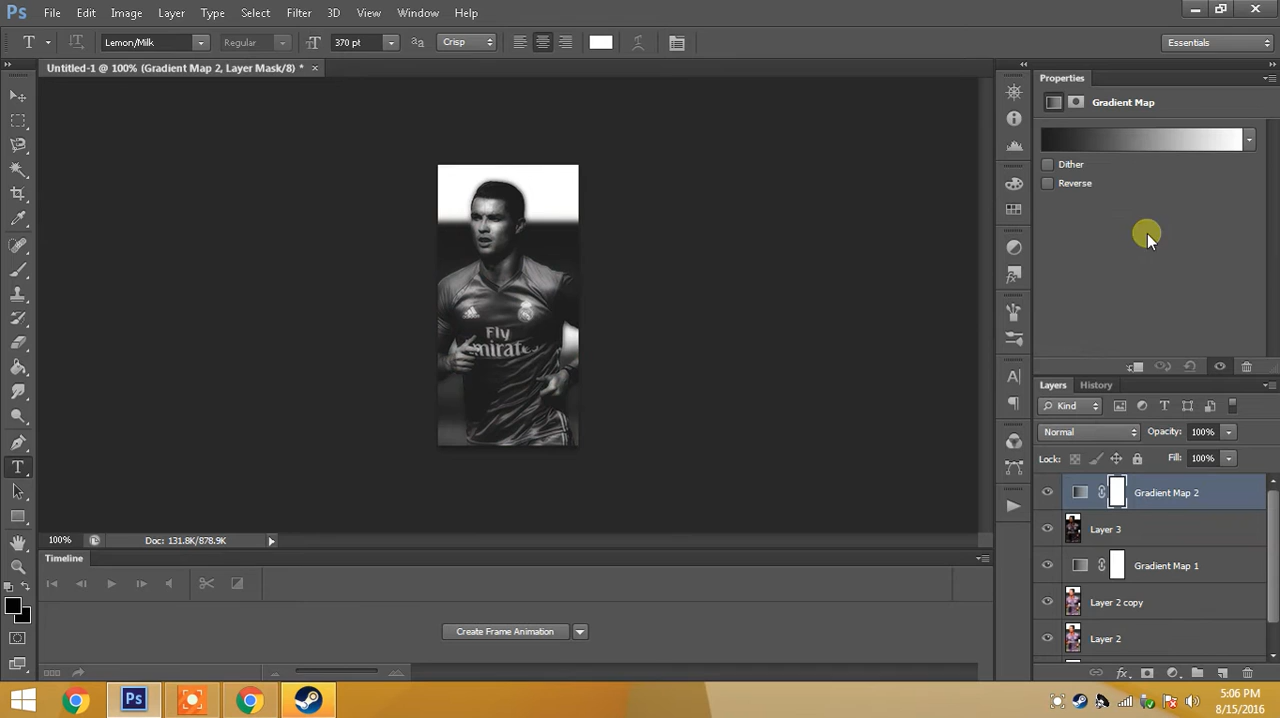 Ps File Edit Image Layer Type Select Filter 3D View Window Help
T Lemon/Milk Regular 370 pt aa Crisp Essentials
Untitled-1 @ 100% (Gradient Map 2, Layer Mask/8) *
Properties
Gradient Map
Dither
Reverse
Fly
Emirates
Layers History
Kind
Normal Opacity: 100%
Lock: Fill: 100%
Gradient Map 2
Layer 3
Gradient Map 1
Layer 2 copy
Layer 2
100% Doc: 131.8K/878.9K
Timeline
Create Frame Animation
Ps
5:06 PM
8/15/2016